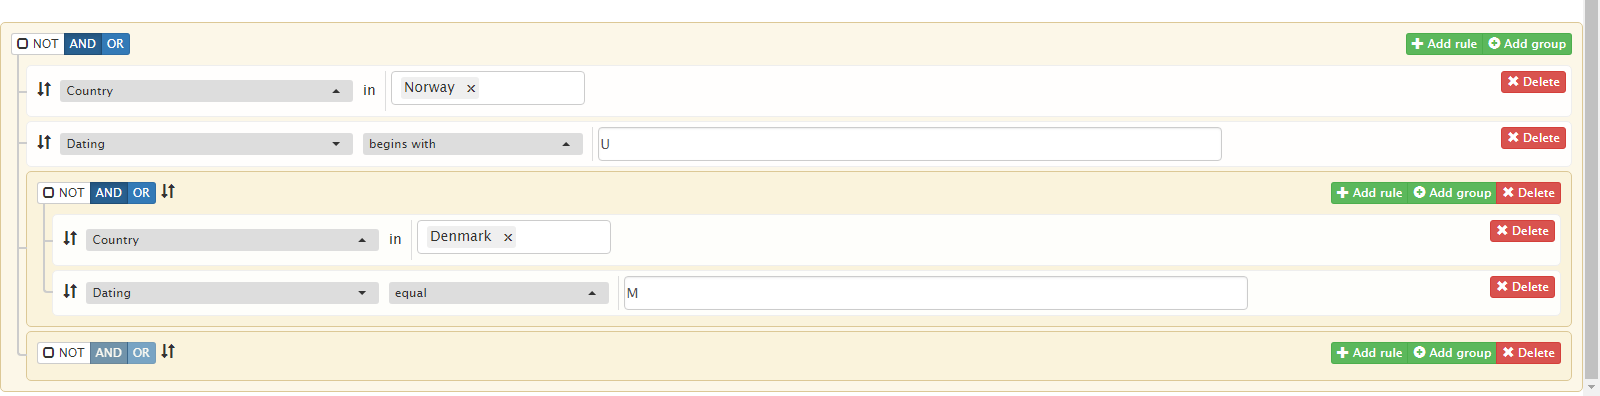 NOT AND OR + Add rule Add group
Country in Norway × ✖ Delete
Dating begins with U ✖ Delete
NOT AND OR + Add rule Add group ✖ Delete
Country in Denmark × ✖ Delete
Dating equal M ✖ Delete
NOT AND OR + Add rule Add group ✖ Delete